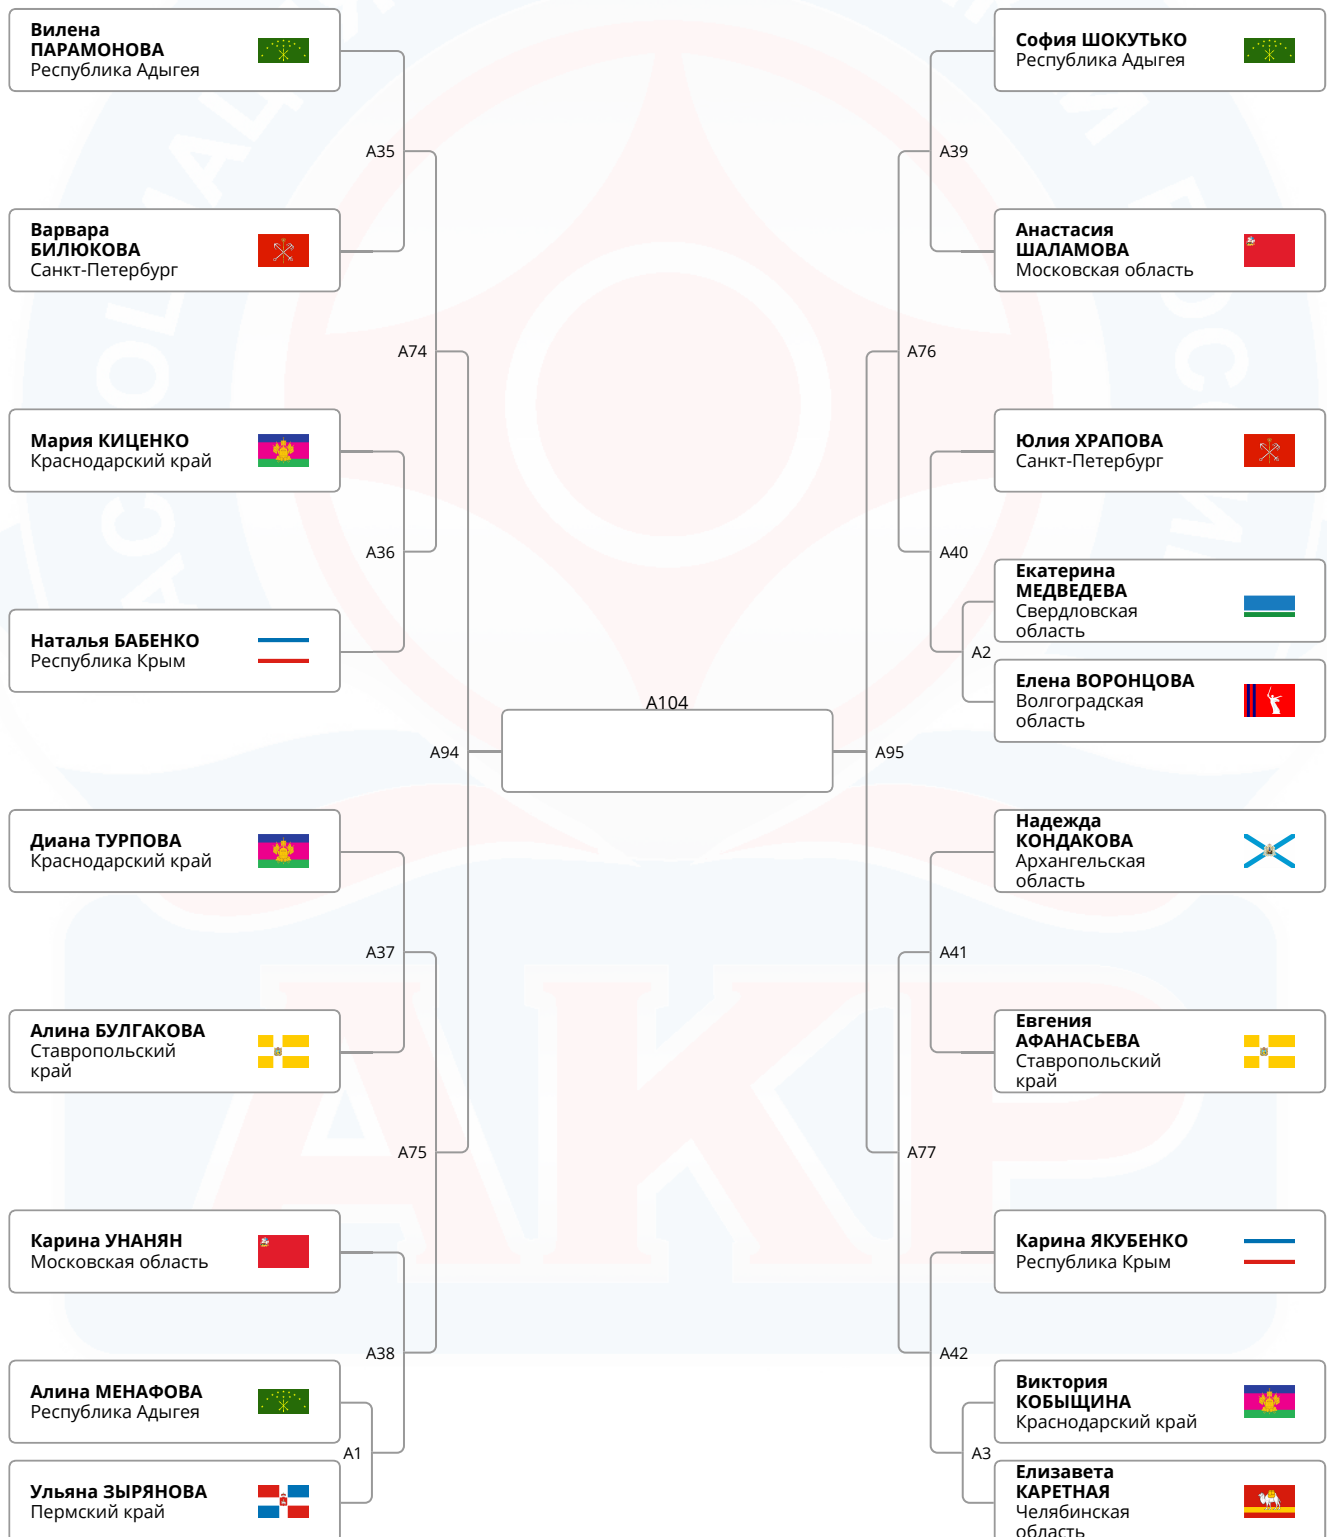 Вилена
ПАРАМОНОВА
Республика Адыгея
A35
Варвара
БИЛЮКОВА
Санкт-Петербург
A74
Мария КИЦЕНКО
Краснодарский край
A36
Наталья БАБЕНКО
Республика Крым
A94
Диана ТУРПОВА
Краснодарский край
A37
Алина БУЛГАКОВА
Ставропольский
край
A75
Карина УНАНЯН
Московская область
A38
Алина МЕНАФОВА
Республика Адыгея
A1
Ульяна ЗЫРЯНОВА
Пермский край
A104
София ШОКУТЬКО
Республика Адыгея
A39
Анастасия
ШАЛАМОВА
Московская область
A76
Юлия ХРАПОВА
Санкт-Петербург
A40
Екатерина
МЕДВЕДЕВА
Свердловская
область
A2
Елена ВОРОНЦОВА
Волгоградская
область
A95
Надежда
КОНДАКОВА
Архангельская
область
A41
Евгения
АФАНАСЬЕВА
Ставропольский
край
A77
Карина ЯКУБЕНКО
Республика Крым
A42
Виктория
КОБЫЩИНА
Краснодарский край
A3
Елизавета
КАРЕТНАЯ
Челябинская
область
АКР